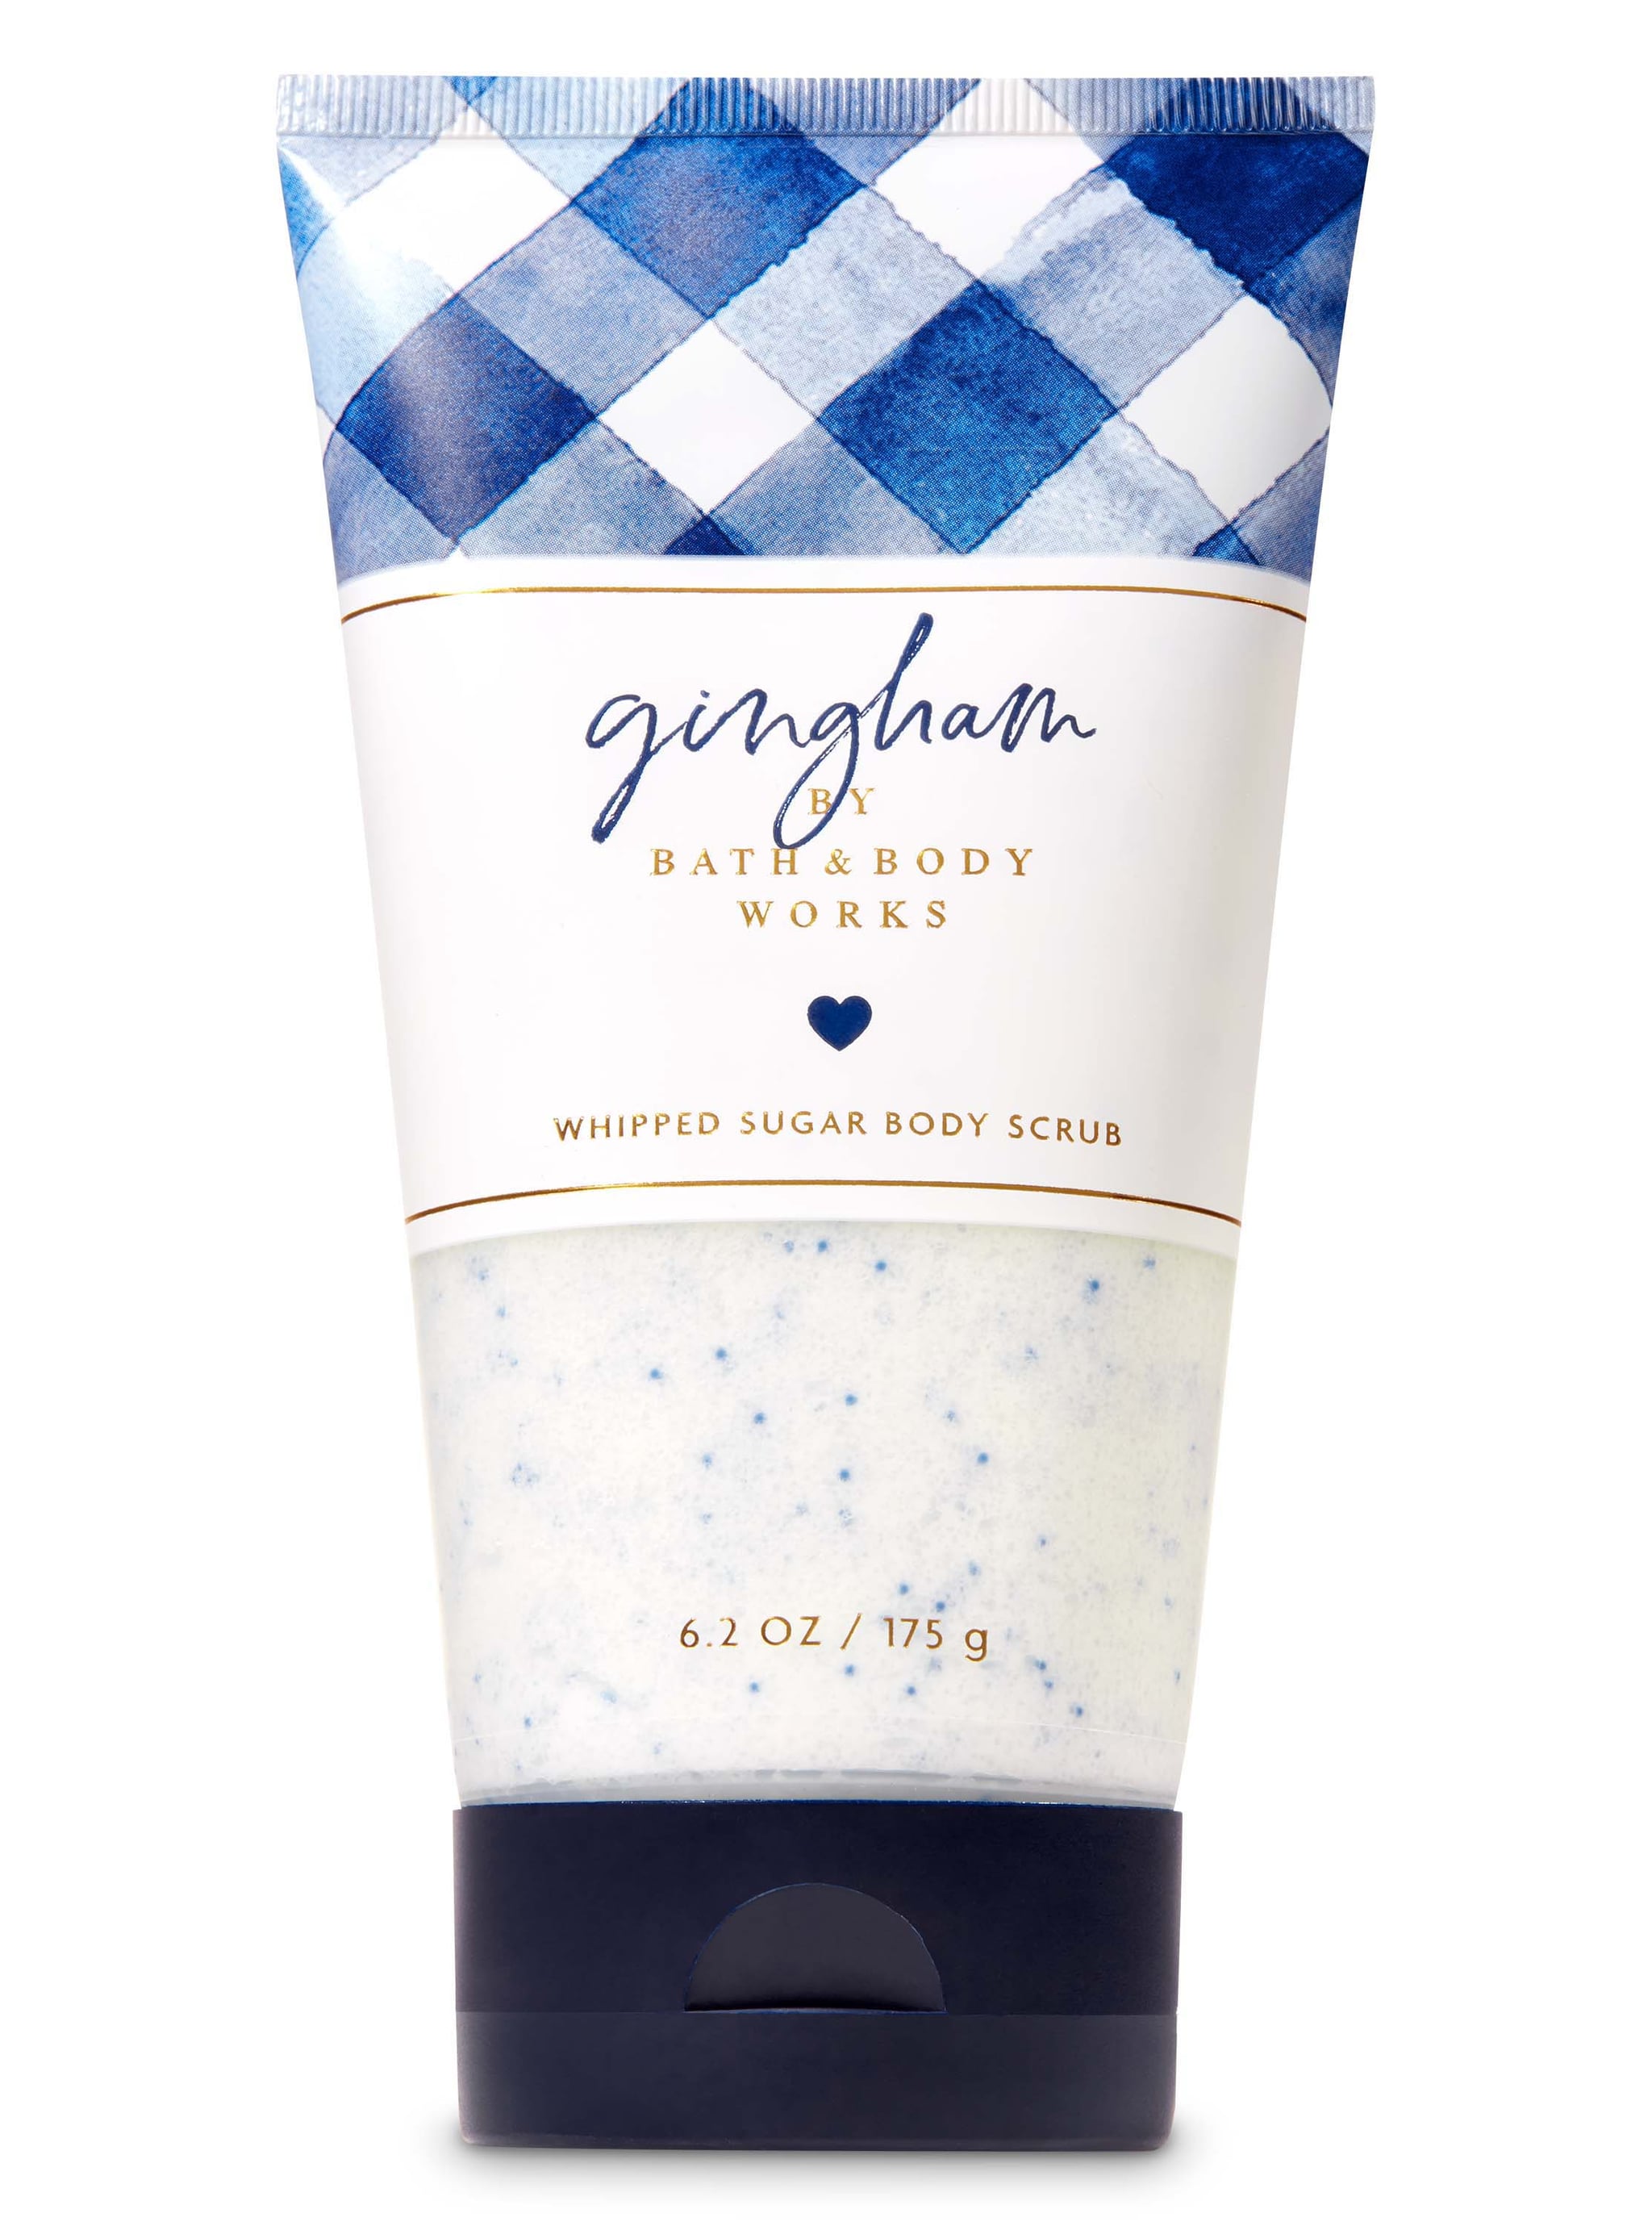 gingham
BY
BATH & BODY
WORKS
WHIPPED SUGAR BODY SCRUB
6.2 OZ / 175 g